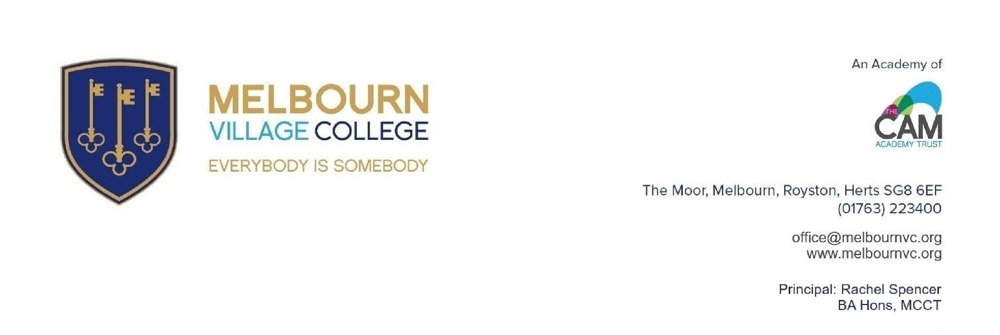 MELBOURN
VILLAGE COLLEGE
EVERYBODY IS SOMEBODY
An Academy of
THE
CAM
ACADEMY TRUST
The Moor, Melbourn, Royston, Herts SG8 6EF
(01763) 223400
office@melbournvc.org
www.melbournvc.org
Principal: Rachel Spencer
BA Hons, MCCT